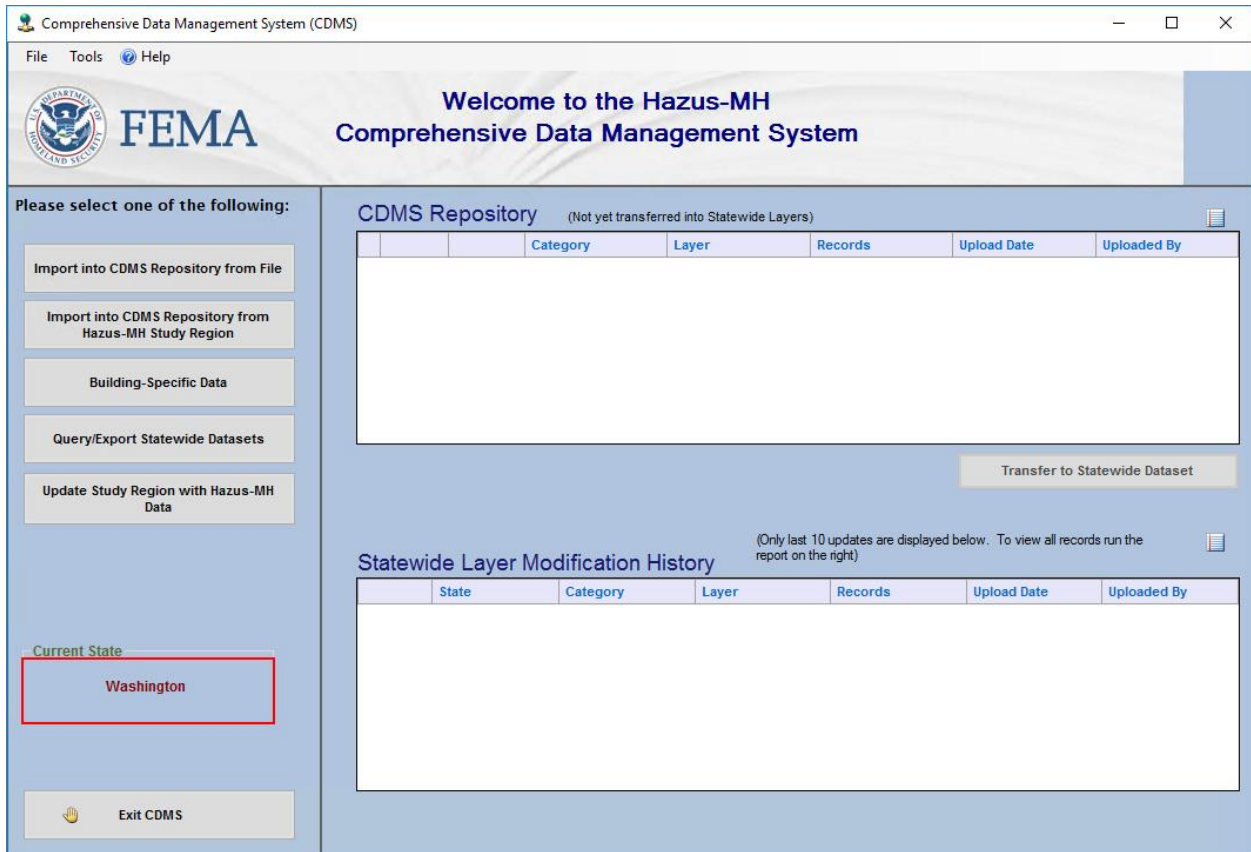 Comprehensive Data Management System (CDMS)
File Tools Help
U.S. DEPARTMENT OF HOMELAND SECURITY
FEMA
Welcome to the Hazus-MH
Comprehensive Data Management System
Please select one of the following:
Import into CDMS Repository from File
Import into CDMS Repository from
Hazus-MH Study Region
Building-Specific Data
Query/Export Statewide Datasets
Update Study Region with Hazus-MH
Data
Current State
Washington
Exit CDMS
CDMS Repository (Not yet transferred into Statewide Layers)
Category Layer Records Upload Date Uploaded By
Transfer to Statewide Dataset
(Only last 10 updates are displayed below. To view all records run the
report on the right)
Statewide Layer Modification History
State Category Layer Records Upload Date Uploaded By